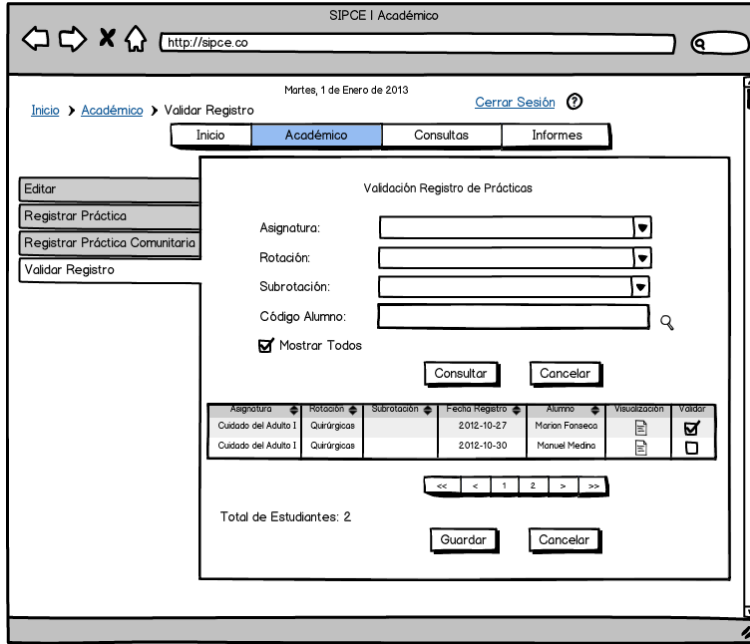 SIPCE | Académico
http://sipce.co
Martes, 1 de Enero de 2013
Cerrar Sesión ?
Inicio > Académico > Validar Registro
Inicio Académico Consultas Informes
Editar
Registrar Práctica
Registrar Práctica Comunitaria
Validar Registro
Validación Registro de Prácticas
Asignatura:
Rotación:
Subrotación:
Código Alumno:
Mostrar Todos
Consultar Cancelar
Asignatura Rotación Subrotación Fecha Registro Alumno Visualización Validar
Cuidado del Adulto I Quirúrgicas 2012-10-27 Marion Fonseca
Cuidado del Adulto I Quirúrgicas 2012-10-30 Manuel Medina
<< < 1 2 > >>
Total de Estudiantes: 2
Guardar Cancelar